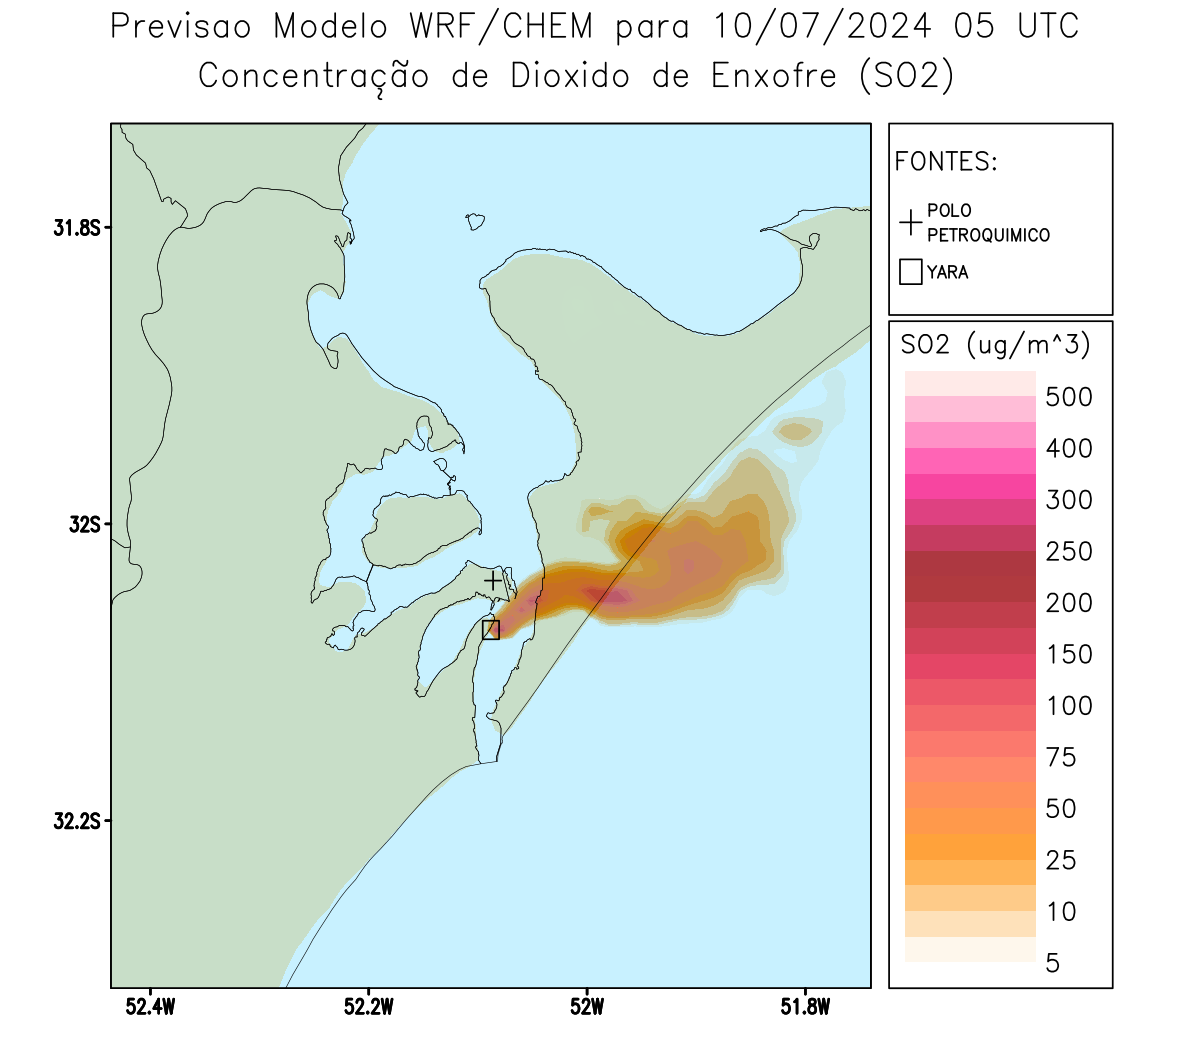 Previsao Modelo WRF/CHEM para 10/07/2024 05 UTC
Concentração de Dioxido de Enxofre (SO2)
31.8S
32S
32.2S
52.4W
52.2W
52W
51.8W
FONTES:
POLO
PETROQUIMICO
YARA
SO2 (ug/m^3)
500
400
300
250
200
150
100
75
50
25
10
5